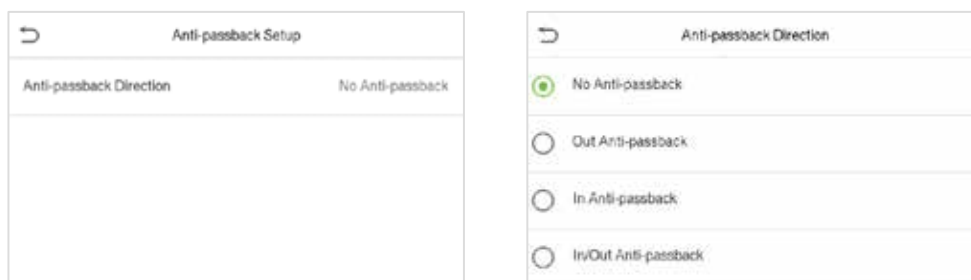 Anti-passback Setup
Anti-passback Direction No Anti-passback
Anti-passback Direction
No Anti-passback
Out Anti-passback
In Anti-passback
In/Out Anti-passback